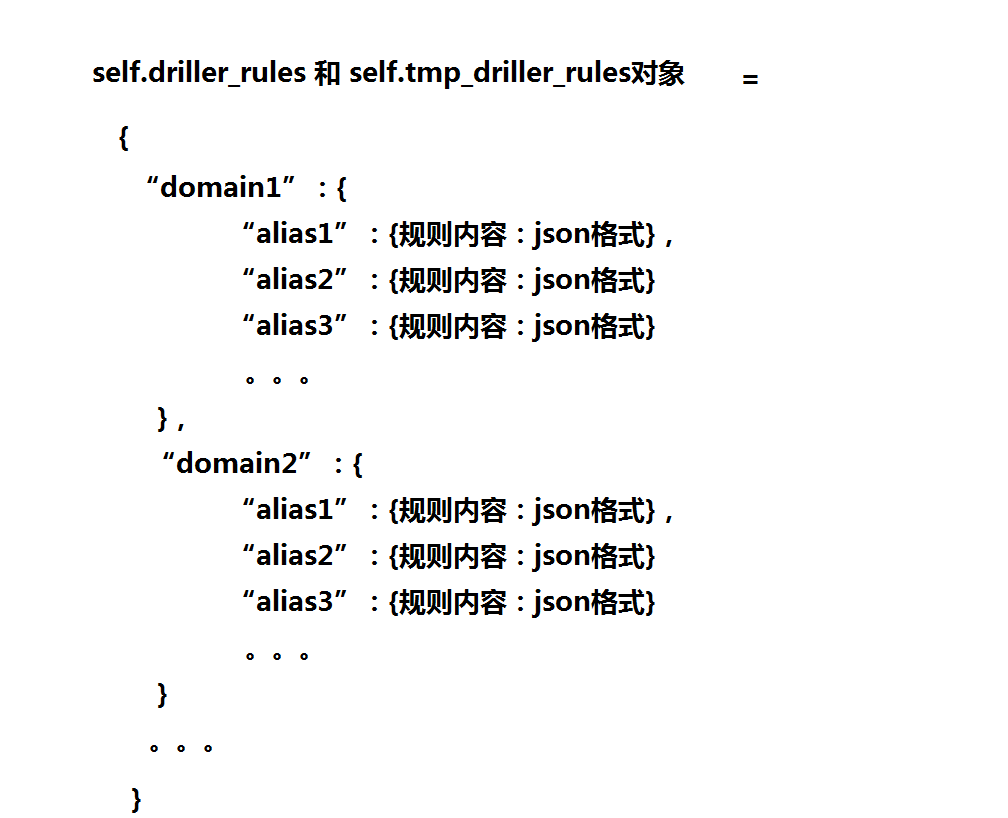 self.driller_rules 和 self.tmp_driller_rules对象 =
{
“domain1” ：{
“alias1” ：{规则内容：json格式}，
“alias2” ：{规则内容：json格式}
“alias3” ：{规则内容：json格式}
。。。
}，
“domain2” ：{
“alias1” ：{规则内容：json格式}，
“alias2” ：{规则内容：json格式}
“alias3” ：{规则内容：json格式}
。。。
}
。。。
}